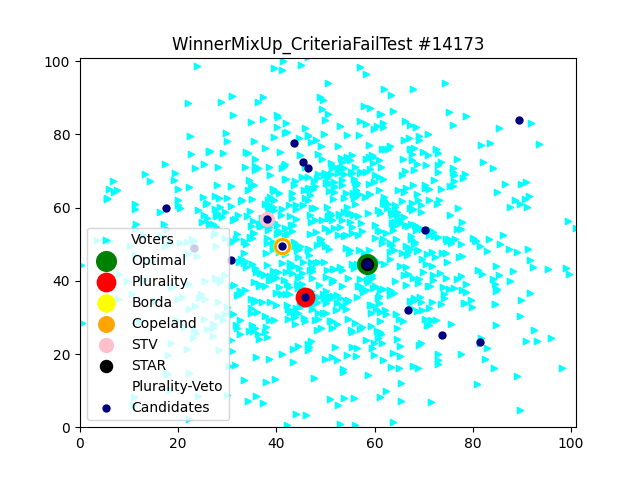 WinnerMixUp_CriteriaFailTest #14173
100
80
60
40
20
0
Voters
Optimal
Plurality
Borda
Copeland
STV
STAR
Plurality-Veto
Candidates
0 20 40 60 80 100